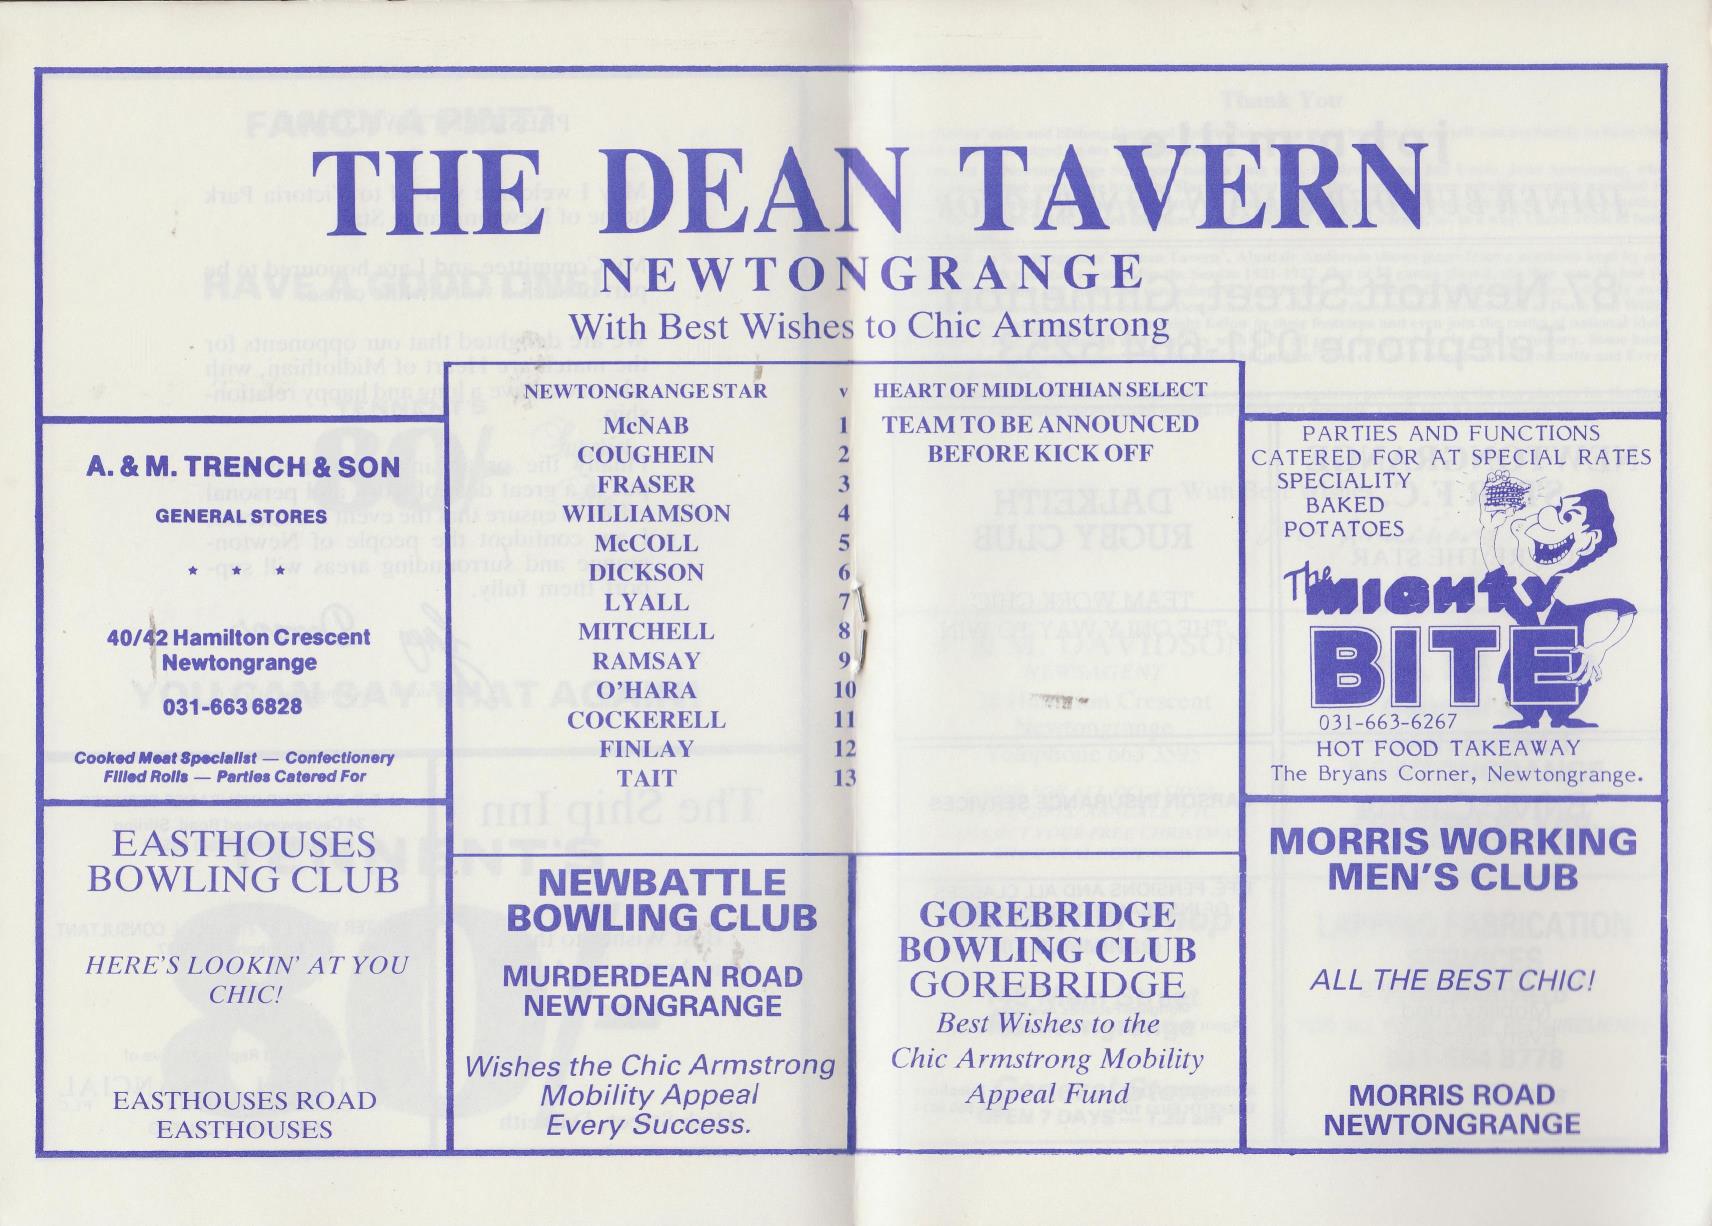 THE DEAN TAVERN
NEWTONGRANGE
With Best Wishes to Chic Armstrong
NEWTONGRANGE STAR v HEART OF MIDLOTHIAN SELECT
McNAB 1 TEAM TO BE ANNOUNCED
COUGHEIN 2 BEFORE KICK OFF
FRASER 3
WILLIAMSON 4
McCOLL 5
DICKSON 6
LYALL 7
MITCHELL 8
RAMSAY 9
O'HARA 10
COCKERELL 11
FINLAY 12
TAIT 13
A. & M. TRENCH & SON
GENERAL STORES
* * *
40/42 Hamilton Crescent
Newtongrange
031-663 6828
Cooked Meat Specialist — Confectionery
Filled Rolls — Parties Catered For
PARTIES AND FUNCTIONS
CATERED FOR AT SPECIAL RATES
SPECIALITY
BAKED
POTATOES
The
MIGHTY
BITE
031-663-6267
HOT FOOD TAKEAWAY
The Bryans Corner, Newtongrange.
EASTHOUSES
BOWLING CLUB
HERE'S LOOKIN' AT YOU
CHIC!
EASTHOUSES ROAD
EASTHOUSES
NEWBATTLE
BOWLING CLUB
MURDERDEAN ROAD
NEWTONGRANGE
Wishes the Chic Armstrong
Mobility Appeal
Every Success.
GOREBRIDGE
BOWLING CLUB
GOREBRIDGE
Best Wishes to the
Chic Armstrong Mobility
Appeal Fund
MORRIS WORKING
MEN'S CLUB
ALL THE BEST CHIC!
MORRIS ROAD
NEWTONGRANGE